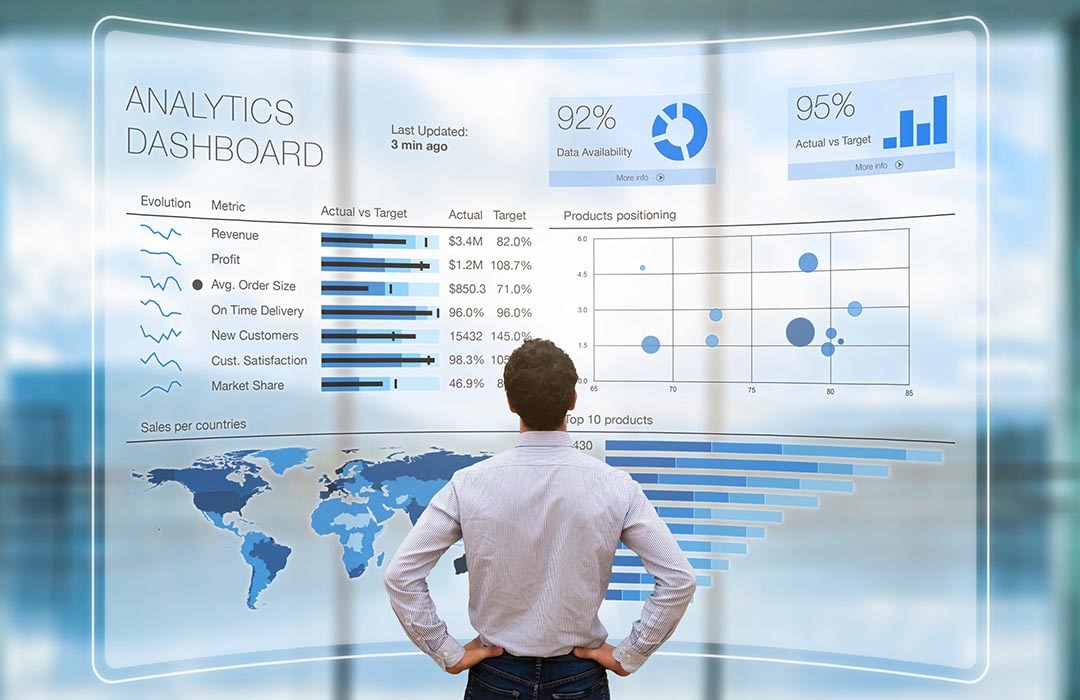 ANALYTICS
DASHBOARD
Last Updated:
3 min ago
92%
Data Availability
More info
95%
Actual vs Target
More info
Evolution Metric Actual vs Target Actual Target
Revenue $3.4M 82.0%
Profit $1.2M 108.7%
Avg. Order Size $850.3 71.0%
On Time Delivery 96.0% 96.0%
New Customers 15432 145.0%
Cust. Satisfaction 98.3%
Market Share 46.9%
Products positioning
6.0
4.5
3.0
1.5
0.0
65 70 75 80 85
Sales per countries
Top 10 products
430